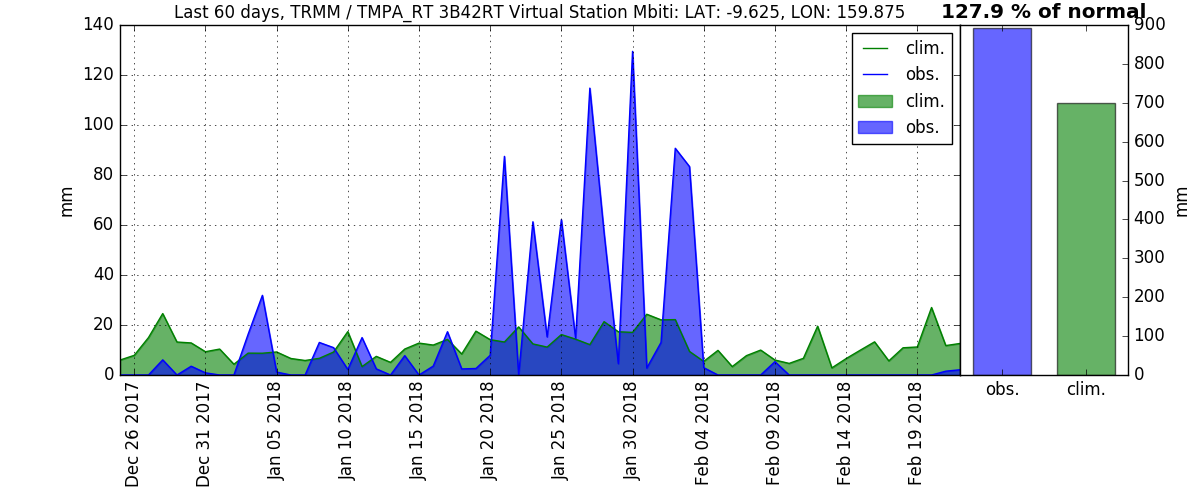 Last 60 days, TRMM / TMPA_RT 3B42RT Virtual Station Mbiti: LAT: -9.625, LON: 159.875
127.9 % of normal
140
120
100
80
60
40
20
0
mm
clim.
obs.
clim.
obs.
900
800
700
600
500
400
300
200
100
0
mm
Dec 26 2017
Dec 31 2017
Jan 05 2018
Jan 10 2018
Jan 15 2018
Jan 20 2018
Jan 25 2018
Jan 30 2018
Feb 04 2018
Feb 09 2018
Feb 14 2018
Feb 19 2018
obs.
clim.